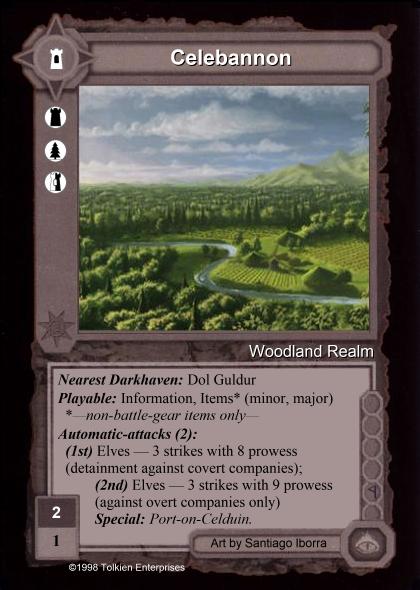 Celebannon
Woodland Realm
Nearest Darkhaven: Dol Guldur
Playable: Information, Items* (minor, major)
*—non-battle-gear items only—
Automatic-attacks (2):
(1st) Elves — 3 strikes with 8 prowess
(detainment against covert companies);
(2nd) Elves — 3 strikes with 9 prowess
(against overt companies only)
Special: Port-on-Celduin.
2
1
Art by Santiago Iborra
©1998 Tolkien Enterprises